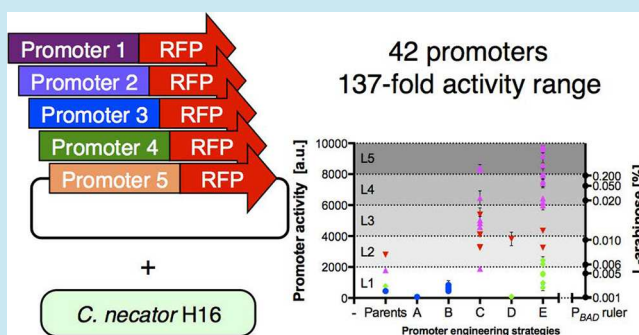 Promoter 1 RFP
Promoter 2 RFP
Promoter 3 RFP
Promoter 4 RFP
Promoter 5 RFP
+
C. necator H16
42 promoters
137-fold activity range
Promoter activity [a.u.]
10000
8000
6000
4000
2000
0
L5
L4
L3
L2
L1
0.200
0.050
0.020
0.010
0.006
0.005
0.001
L-arabinose [%]
- Parents A B C D E PBAD ruler
Promoter engineering strategies